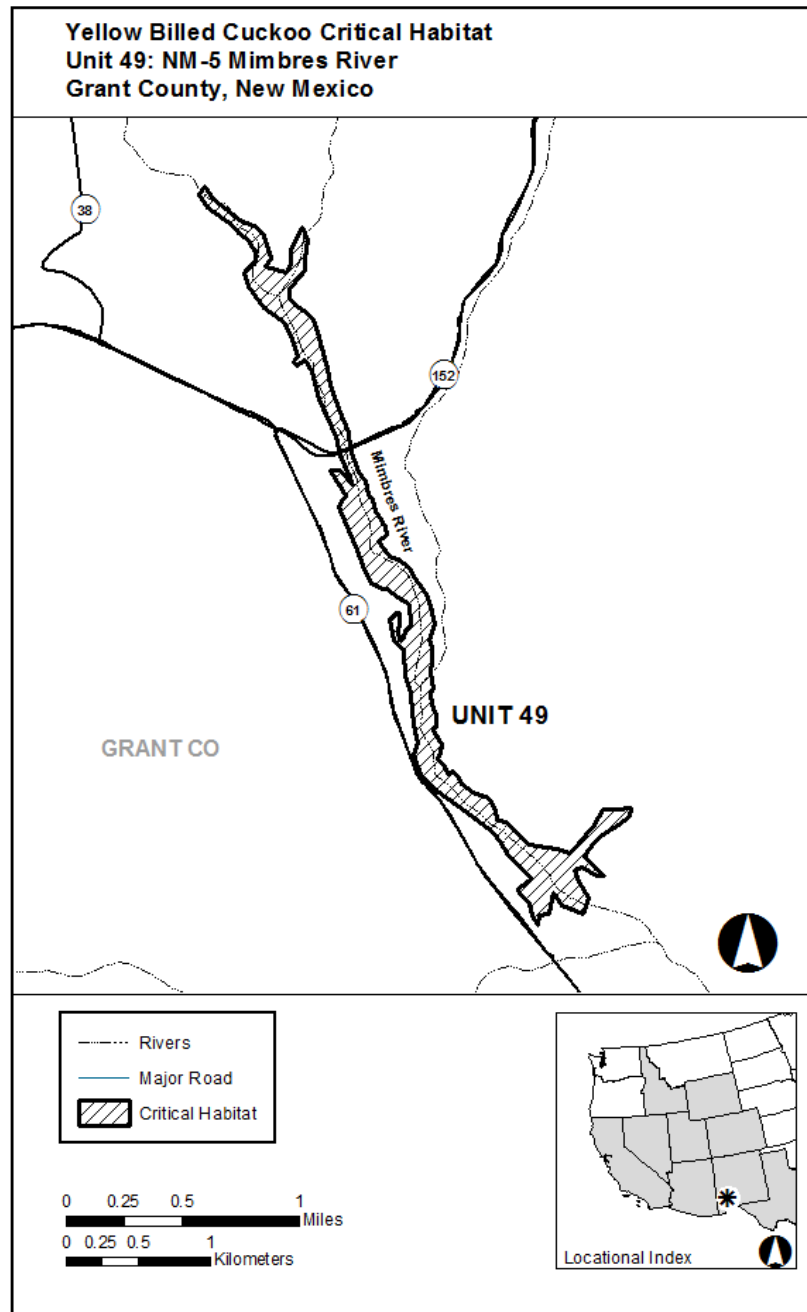 Yellow Billed Cuckoo Critical Habitat
Unit 49: NM-5 Mimbres River
Grant County, New Mexico
38
152
Mimbres River
61
UNIT 49
GRANT CO
Rivers
Major Road
Critical Habitat
0 0.25 0.5 1
Miles
0 0.25 0.5 1
Kilometers
Locational Index